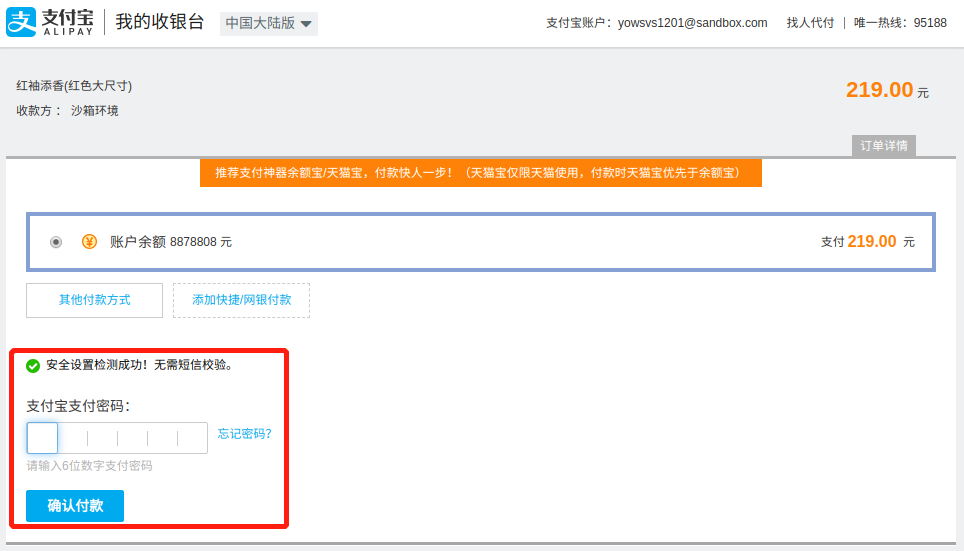 支付宝 我的收银台 中国大陆版 支付宝账户：yowsvs1201@sandbox.com 找人代付 | 唯一热线：95188
ALIPAY
红袖添香(红色大尺寸) 219.00 元
收款方： 沙箱环境
订单详情
推荐支付神器余额宝/天猫宝，付款快人一步！（天猫宝仅限天猫使用，付款时天猫宝优先于余额宝）
账户余额 8878808 元 支付 219.00 元
其他付款方式 添加快捷/网银付款
安全设置检测成功！无需短信校验。
支付宝支付密码：
忘记密码？
请输入6位数字支付密码
确认付款